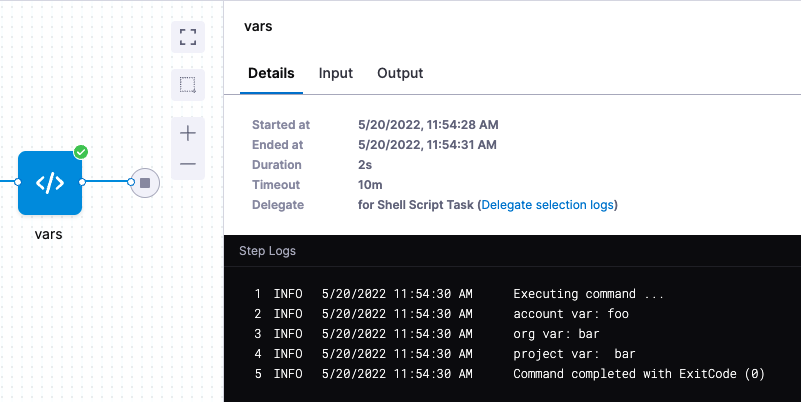 vars
Details Input Output
Started at 5/20/2022, 11:54:28 AM
Ended at 5/20/2022, 11:54:31 AM
Duration 2s
Timeout 10m
Delegate for Shell Script Task (Delegate selection logs)
vars
Step Logs
1 INFO 5/20/2022 11:54:30 AM Executing command ...
2 INFO 5/20/2022 11:54:30 AM account var: foo
3 INFO 5/20/2022 11:54:30 AM org var: bar
4 INFO 5/20/2022 11:54:30 AM project var:  bar
5 INFO 5/20/2022 11:54:30 AM Command completed with ExitCode (0)